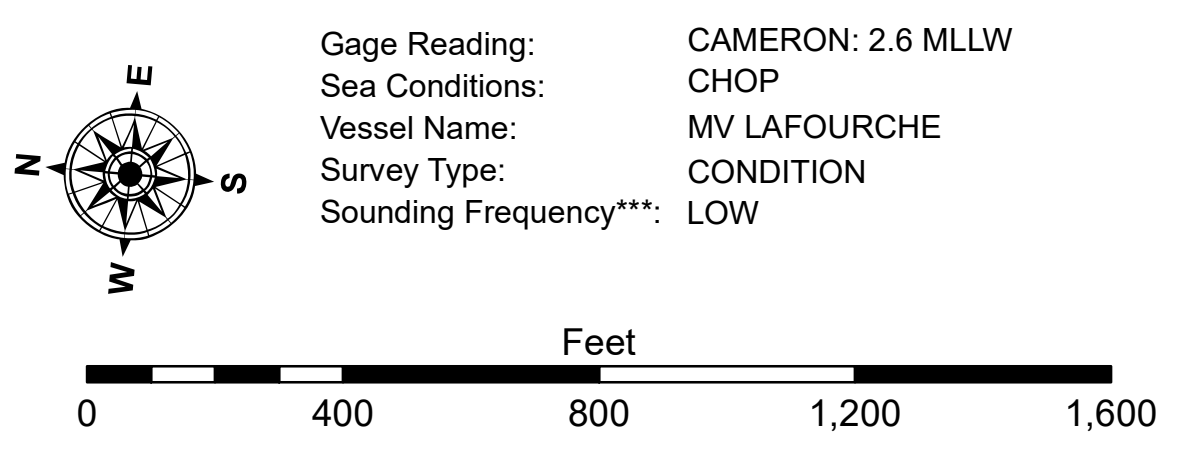 E
N
S
W
Gage Reading: CAMERON: 2.6 MLLW
Sea Conditions: CHOP
Vessel Name: MV LAFOURCHE
Survey Type: CONDITION
Sounding Frequency***: LOW
Feet
0 400 800 1,200 1,600